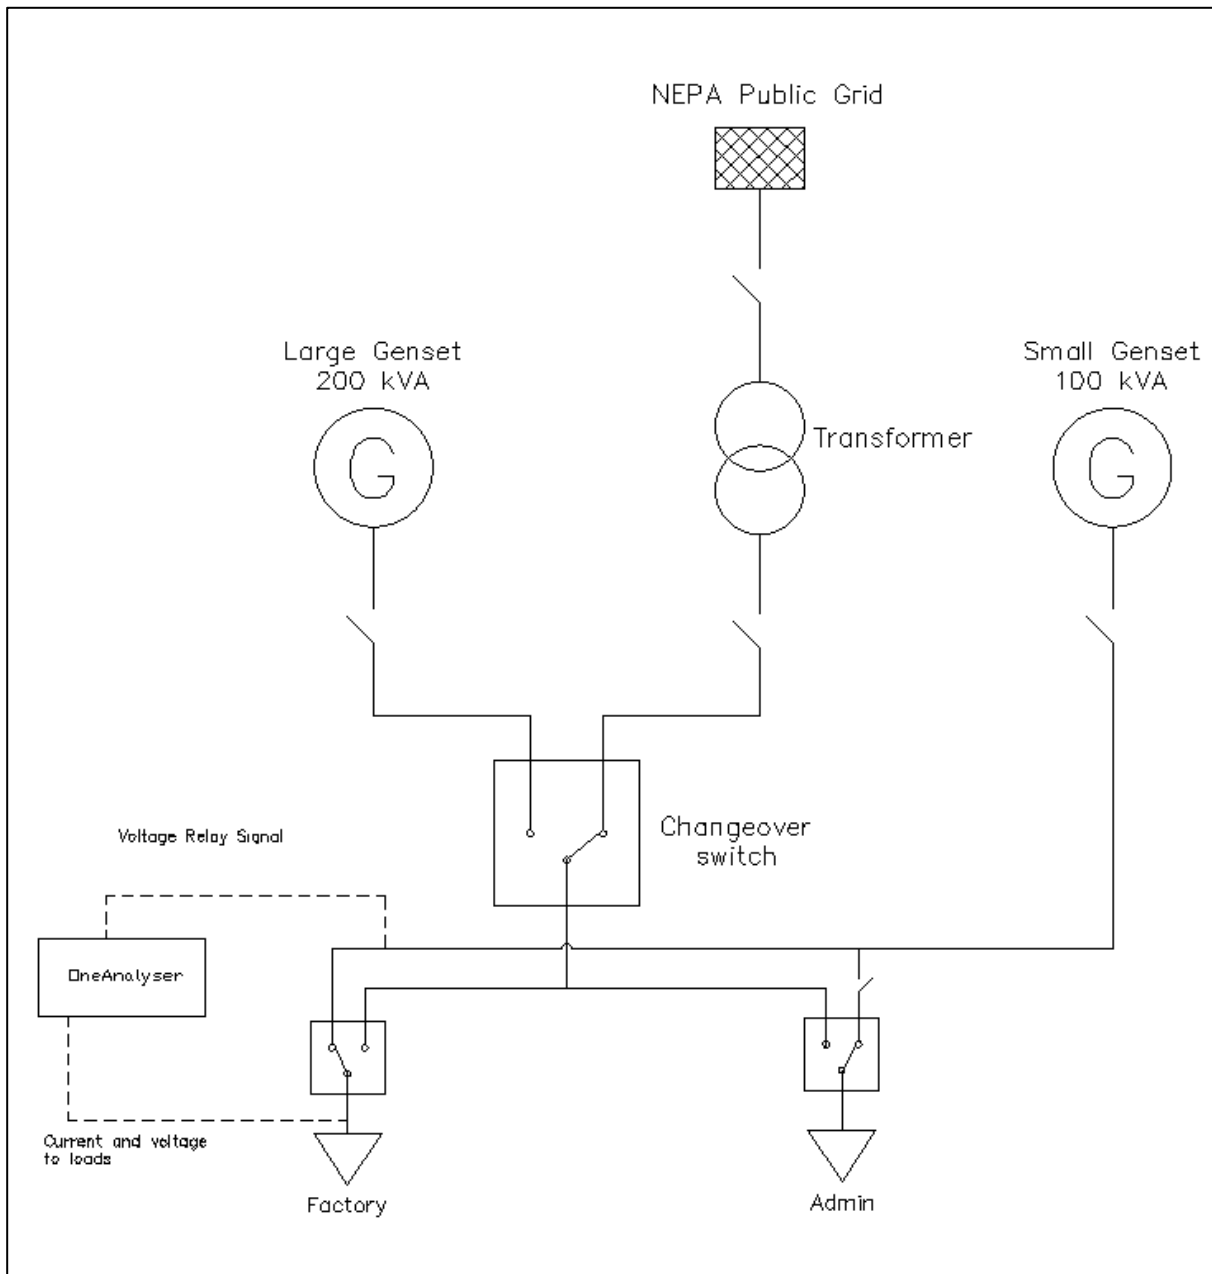 NEPA Public Grid
Large Genset
200 kVA
Small Genset
100 kVA
G
Transformer
G
Changeover
switch
Voltage Relay Signal
OneAnalyser
Current and voltage
to loads
Factory
Admin